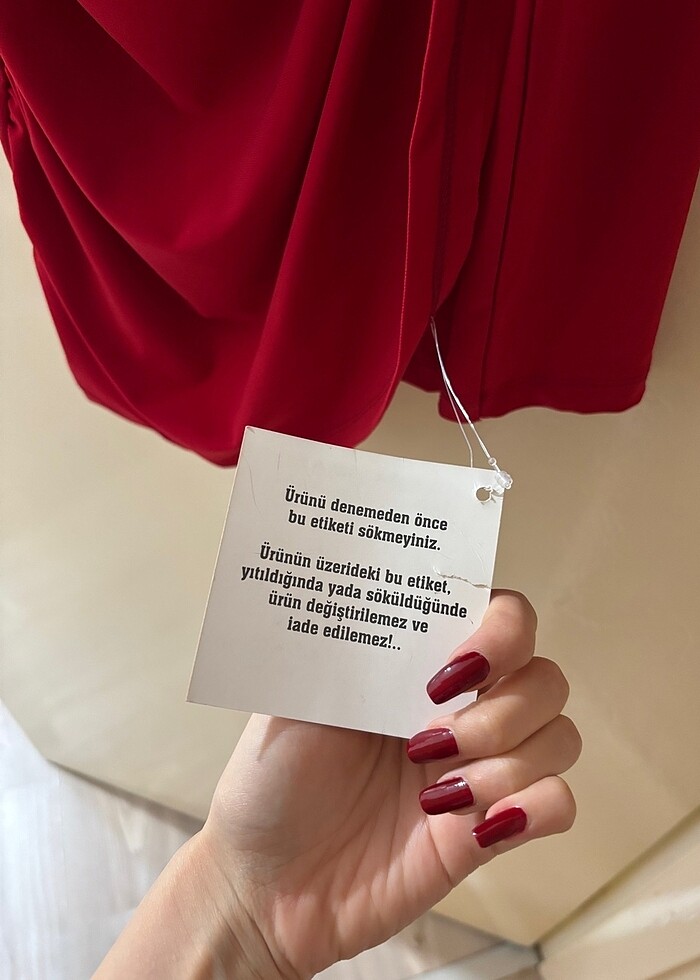 Ürünü denemeden önce
bu etiketi sökmeyiniz.
Ürünün üzerideki bu etiket,
yıtıldığında yada söküldüğünde
ürün değiştirilemez ve
iade edilemez!..